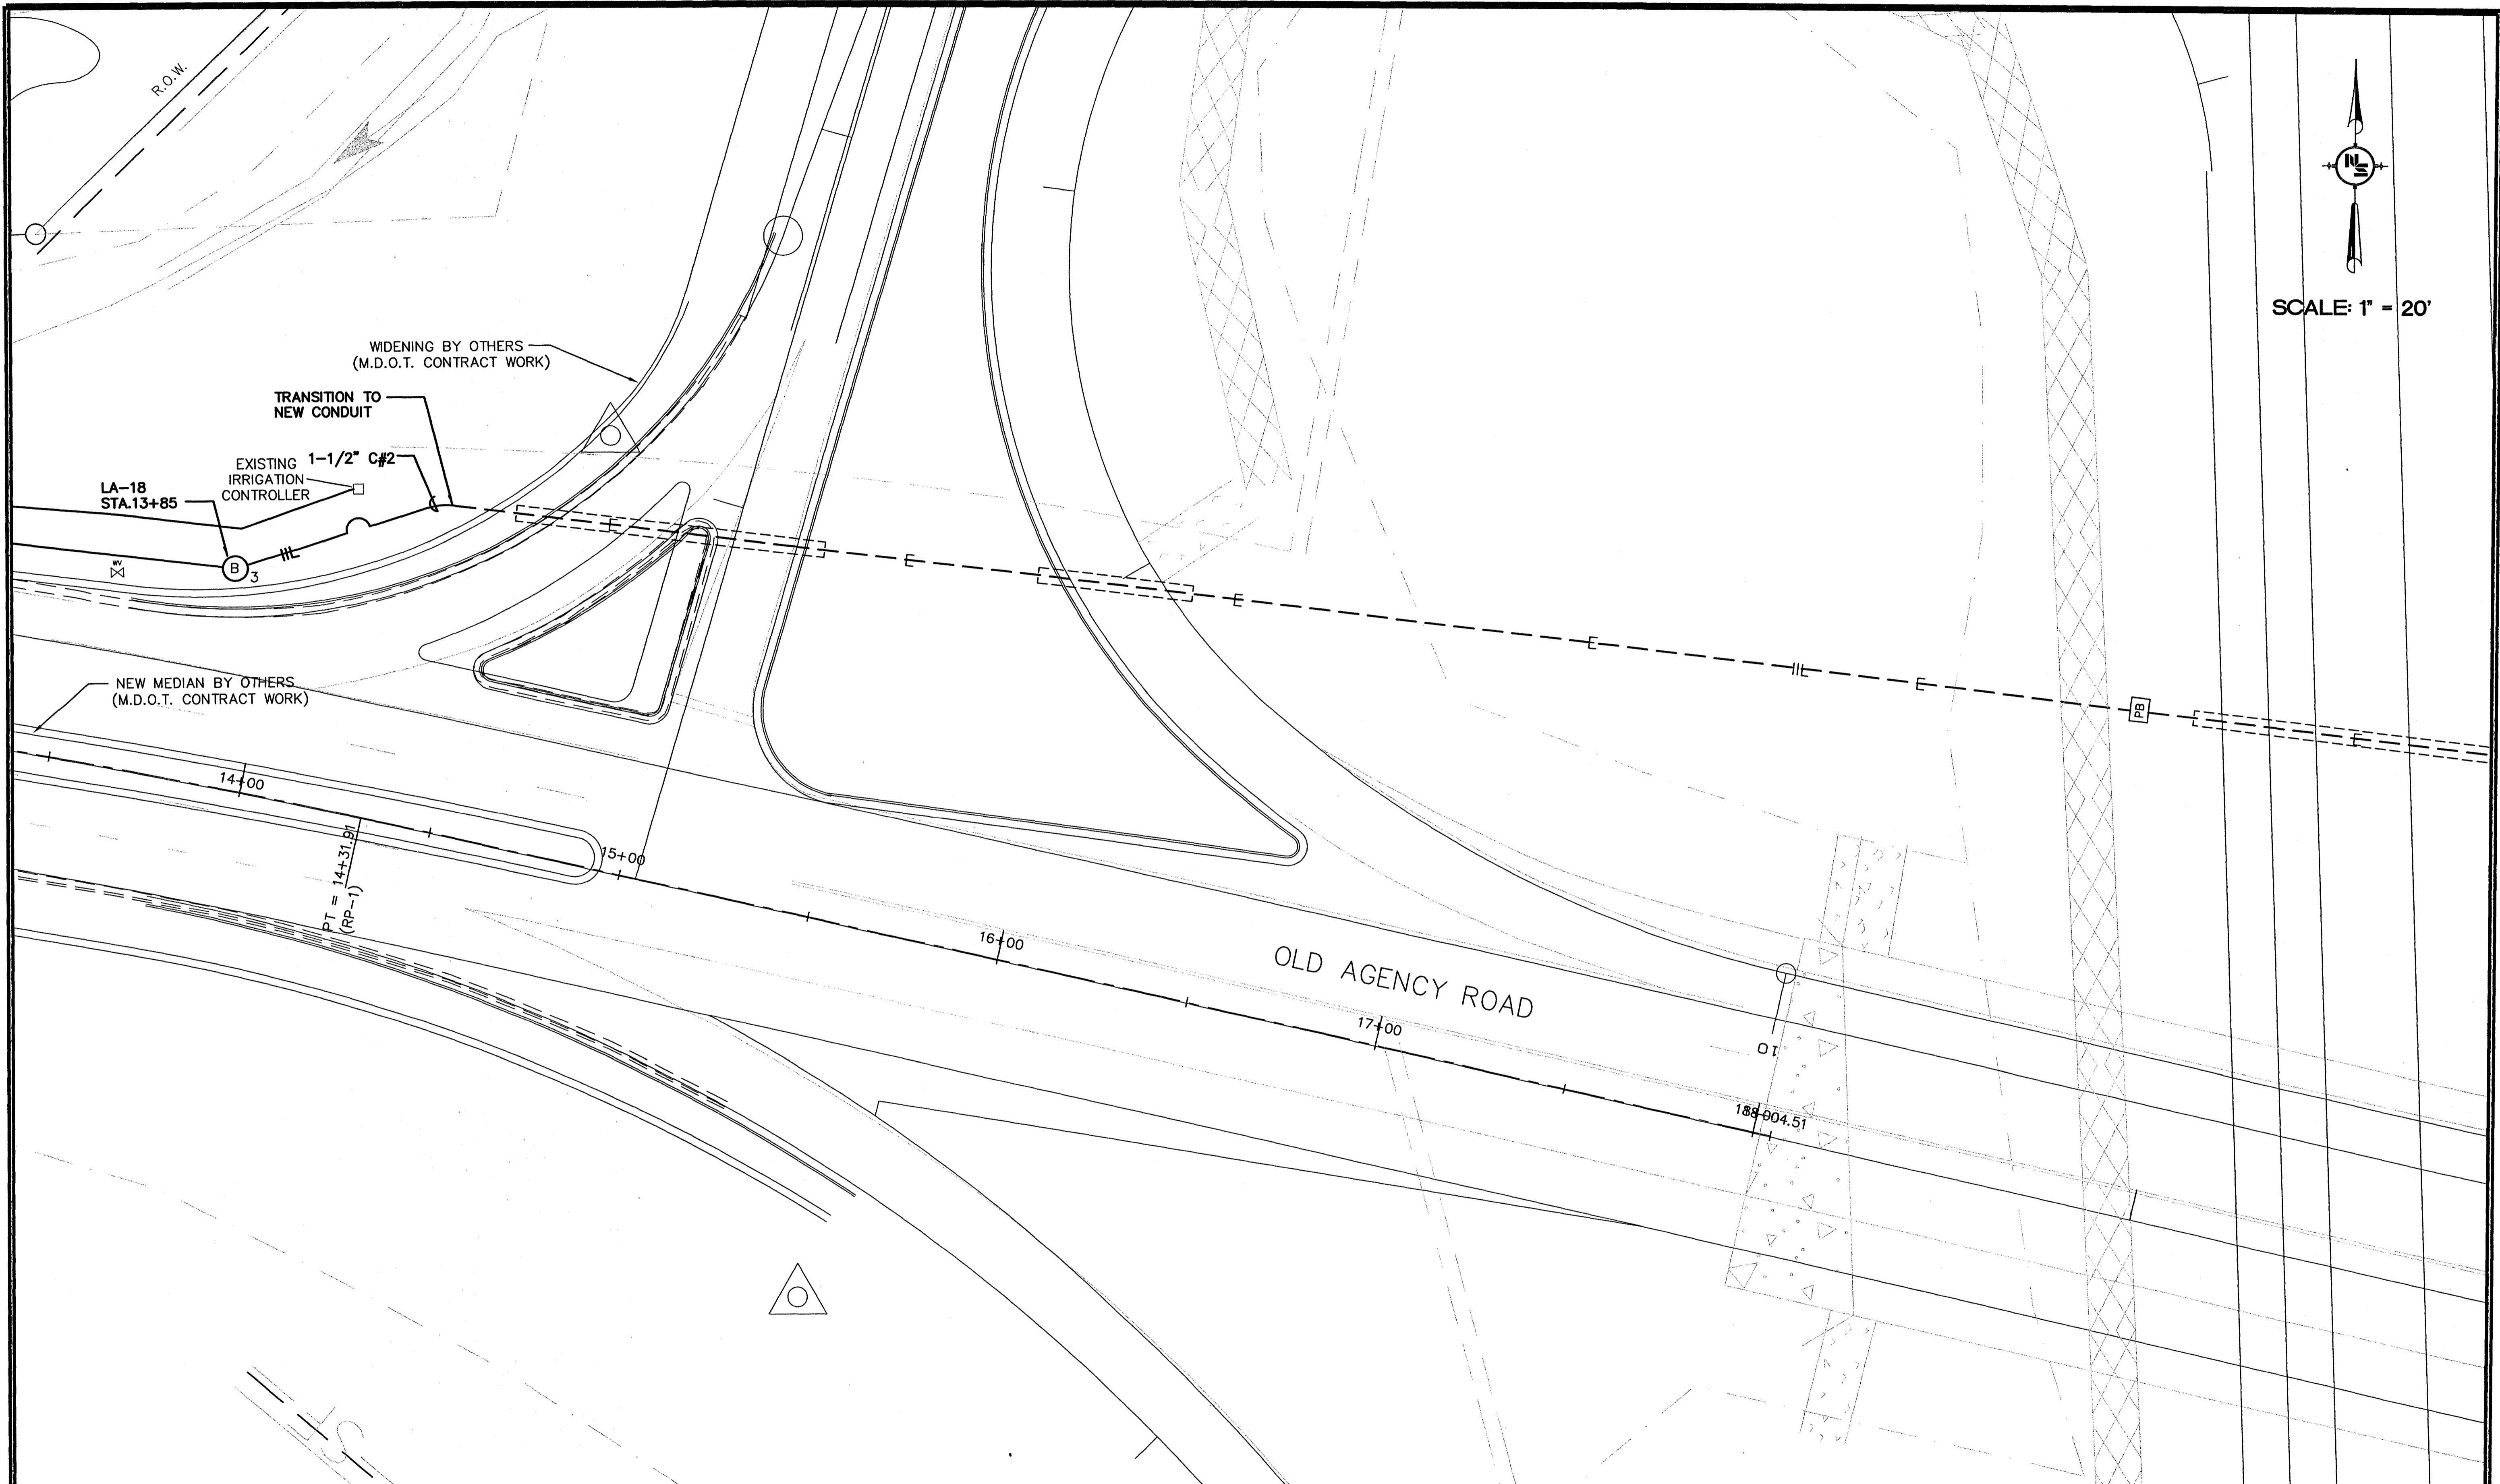 R.O.W.
SCALE: 1" = 20'
WIDENING BY OTHERS
(M.D.O.T. CONTRACT WORK)
TRANSITION TO
NEW CONDUIT
1-1/2" C#2
EXISTING
IRRIGATION
CONTROLLER
LA-18
STA.13+85
B
3
WV
E
E
E
E
E
E
PB
NEW MEDIAN BY OTHERS
(M.D.O.T. CONTRACT WORK)
14+00
PT = 14+31.91
(RP-1)
15+00
16+00
OLD AGENCY ROAD
17+00
10